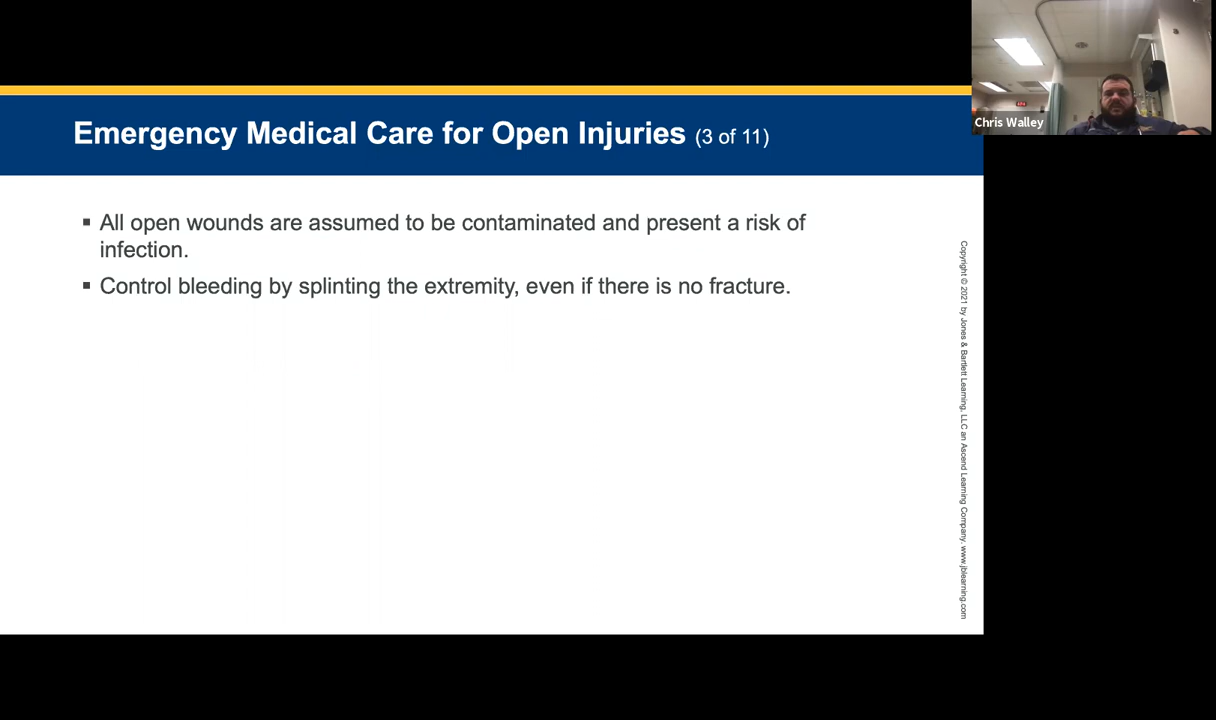 Emergency Medical Care for Open Injuries (3 of 11)
▪ All open wounds are assumed to be contaminated and present a risk of
infection.
▪ Control bleeding by splinting the extremity, even if there is no fracture.
Chris Walley
Copyright © 2021 by Jones & Bartlett Learning, LLC an Ascend Learning Company. www.jblearning.com